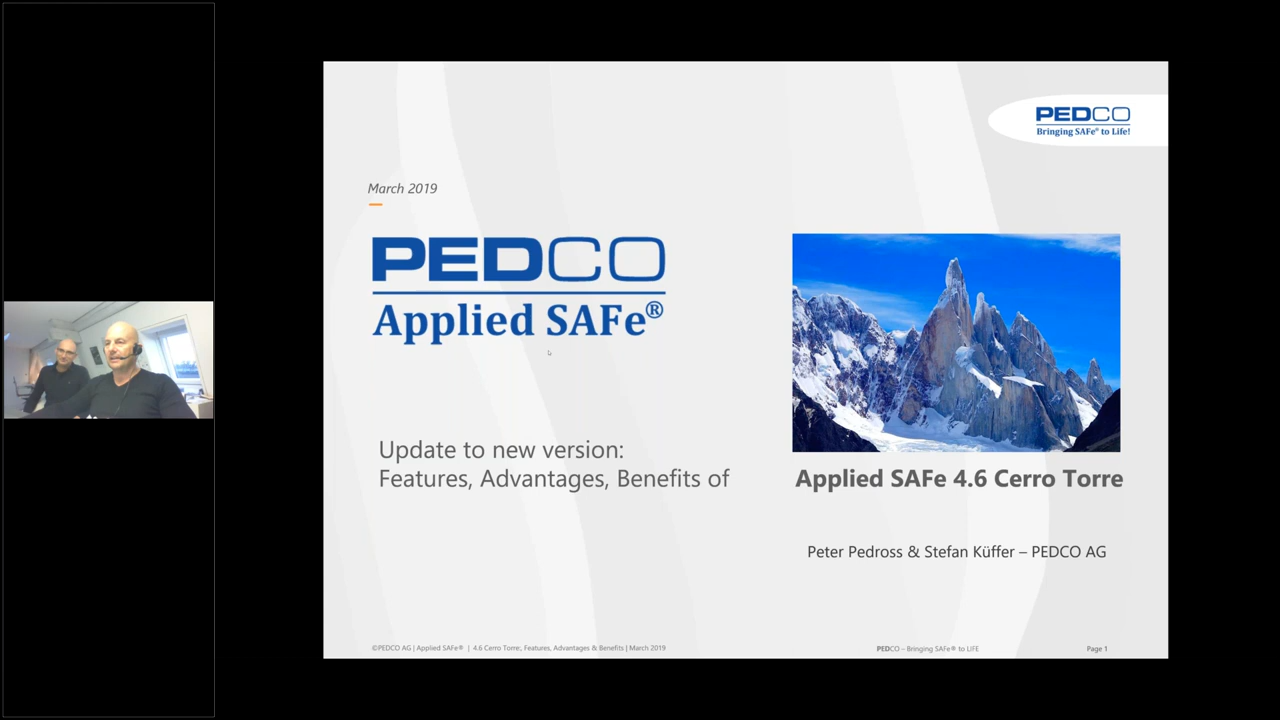 PEDCO
Bringing SAFe® to Life!
March 2019
PEDCO
Applied SAFe®
Update to new version:
Features, Advantages, Benefits of
Applied SAFe 4.6 Cerro Torre
Peter Pedross & Stefan Küffer – PEDCO AG
©PEDCO AG | Applied SAFe® | 4.6 Cerro Torre:, Features, Advantages & Benefits | March 2019
PEDCO – Bringing SAFe® to LIFE
Page 1